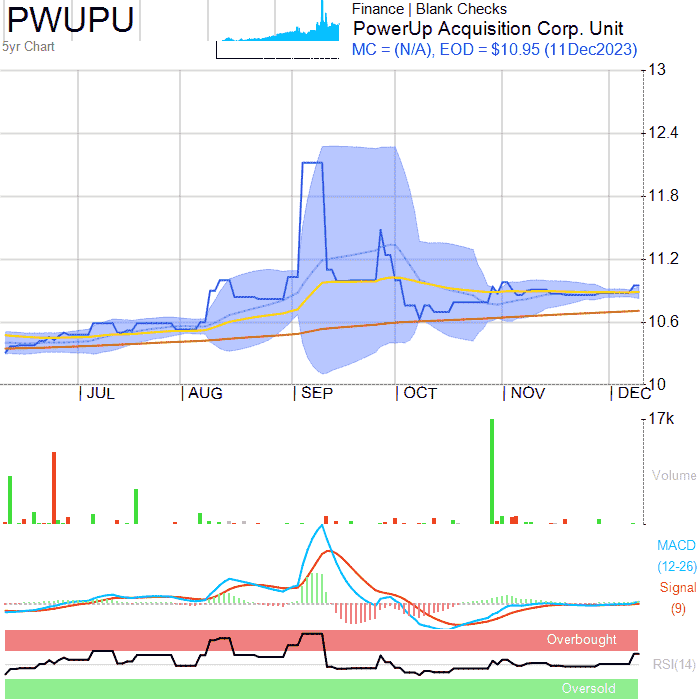 PWUPU
5yr Chart
Finance | Blank Checks
PowerUp Acquisition Corp. Unit
MC = (N/A), EOD = $10.95 (11Dec2023)
13
12.4
11.8
11.2
10.6
10
JUL
AUG
SEP
OCT
NOV
DEC
17k
Volume
MACD
(12-26)
Signal
(9)
Overbought
RSI(14)
Oversold